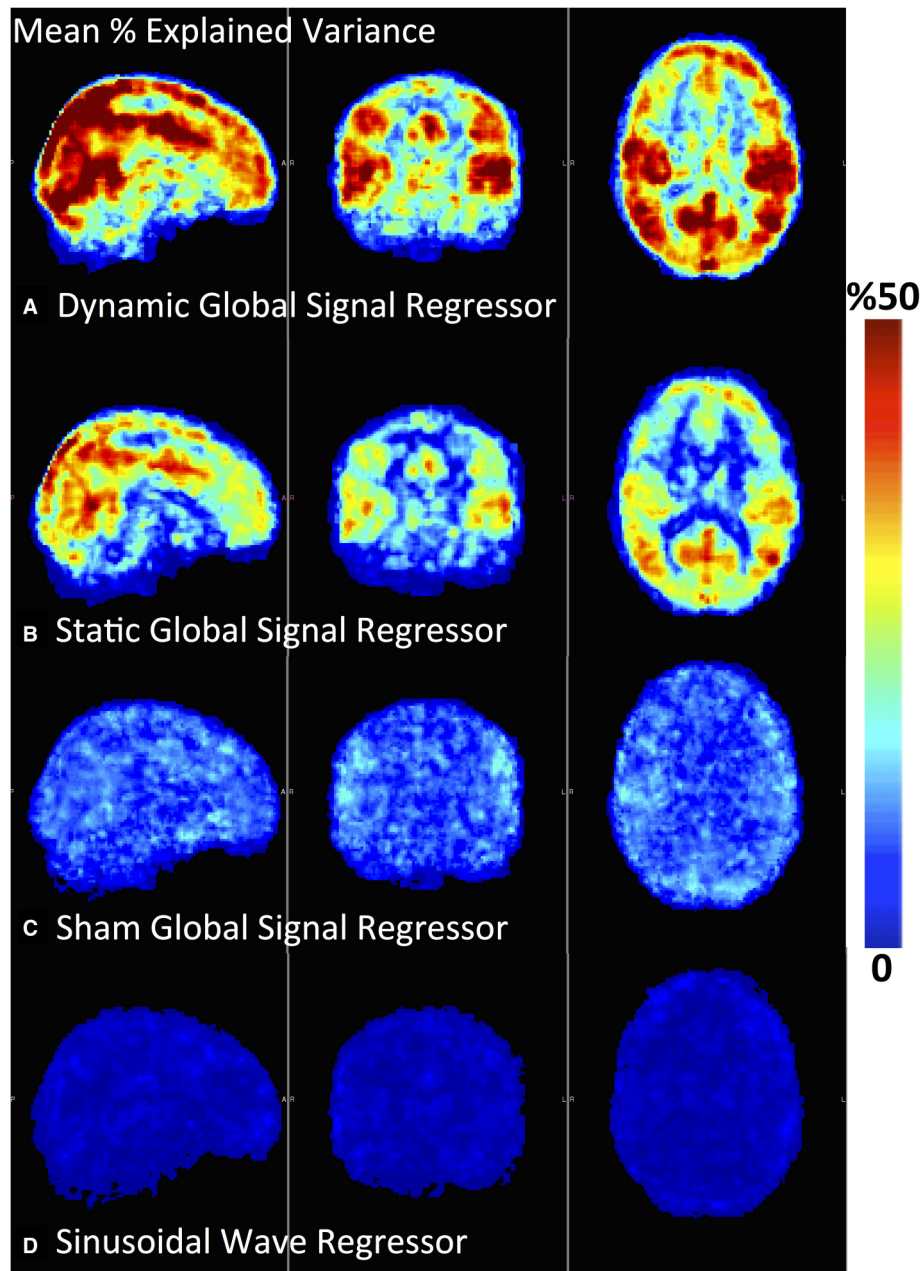 Mean % Explained Variance
P A R L R L
A Dynamic Global Signal Regressor
%50
P A R L R L
B Static Global Signal Regressor
P A R L R L
C Sham Global Signal Regressor
0
P A R L R L
D Sinusoidal Wave Regressor